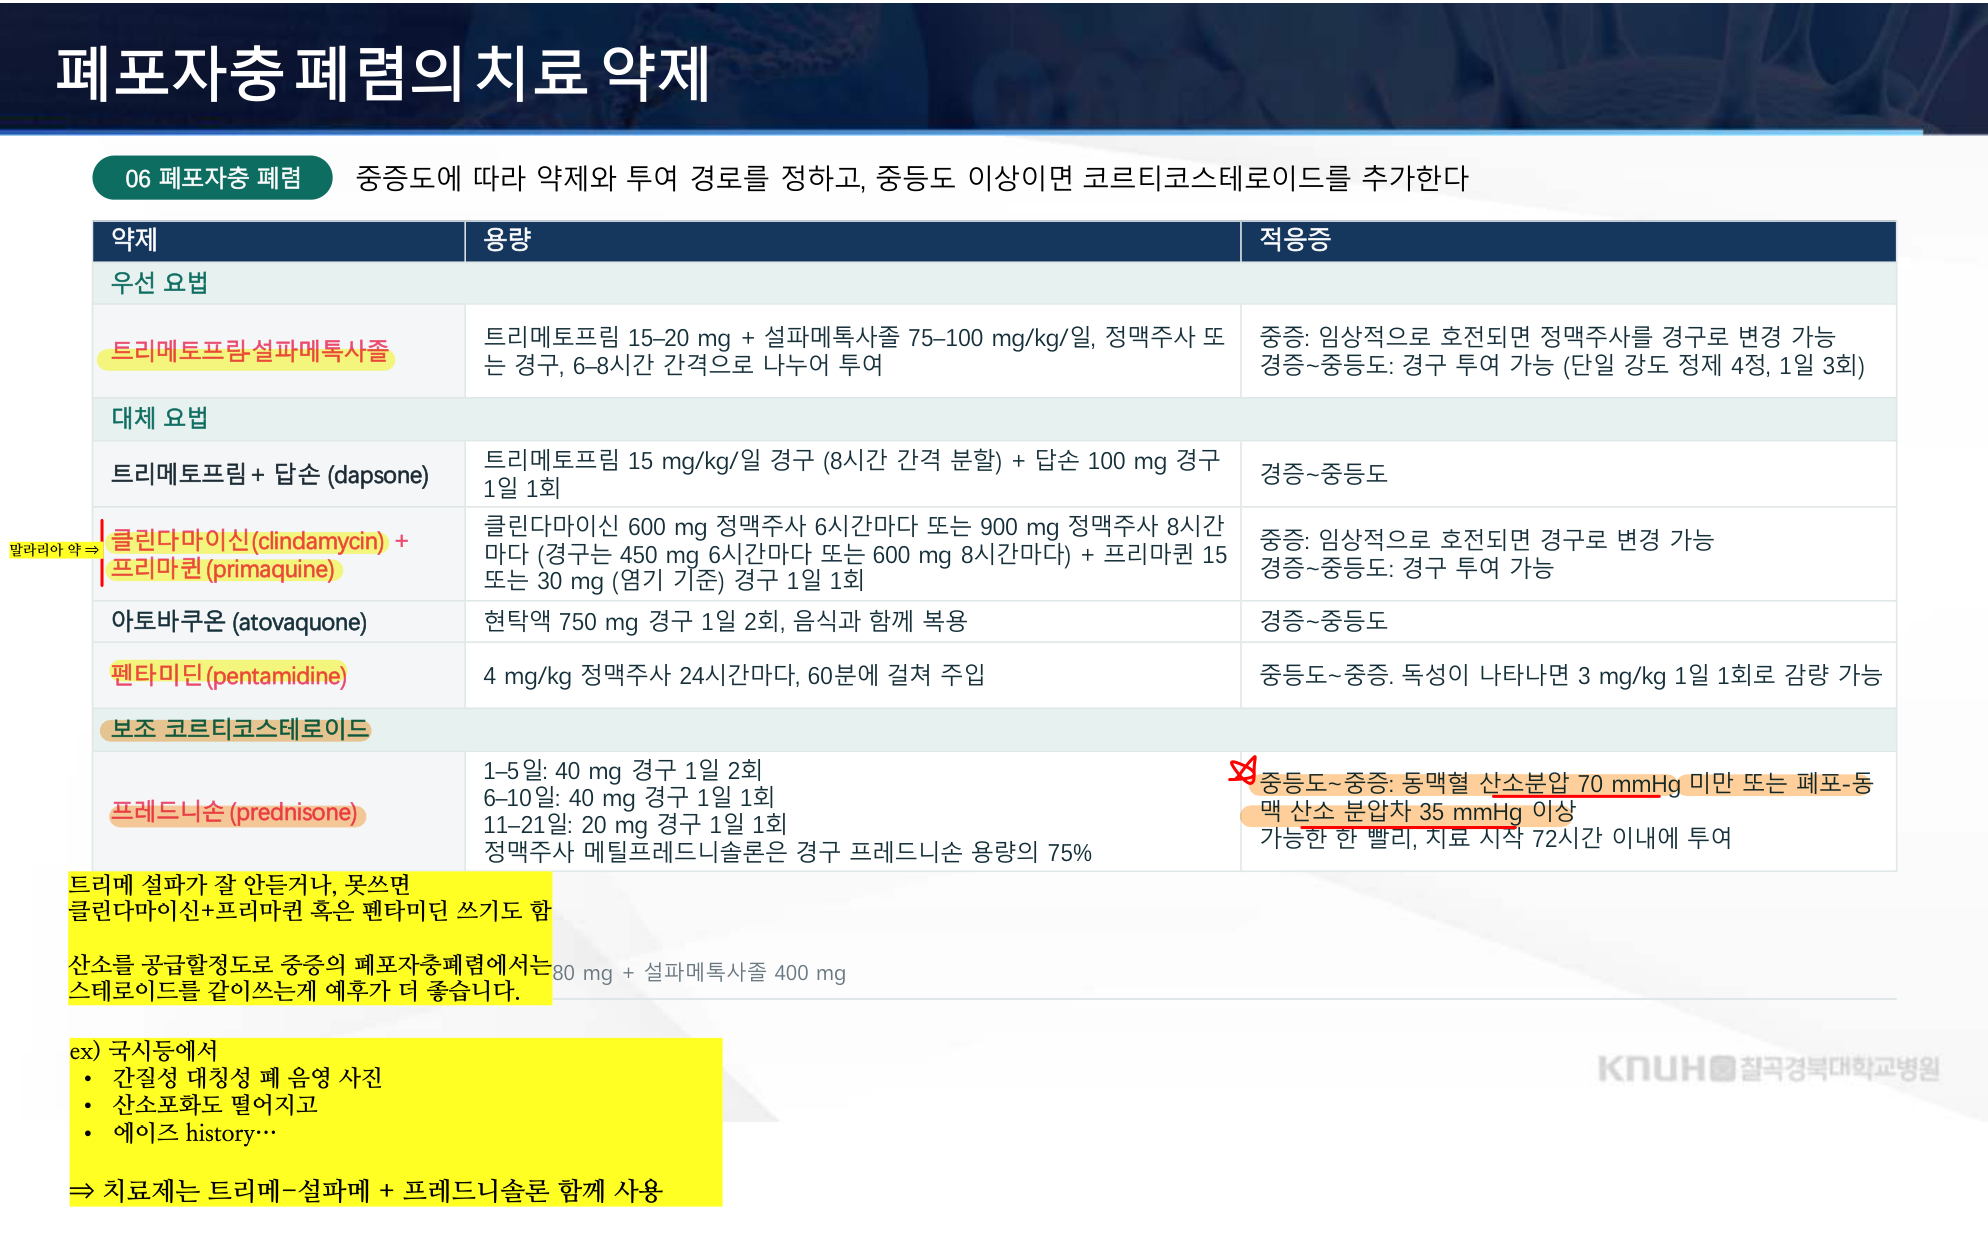 폐포자충 폐렴의 치료 약제
06 폐포자충 폐렴
중증도에 따라 약제와 투여 경로를 정하고, 중등도 이상이면 코르티코스테로이드를 추가한다
약제 용량 적응증
우선 요법
트리메토프림-설파메톡사졸
트리메토프림 15–20 mg + 설파메톡사졸 75–100 mg/kg/일, 정맥주사 또
는 경구, 6–8시간 간격으로 나누어 투여
중증: 임상적으로 호전되면 정맥주사를 경구로 변경 가능
경증~중등도: 경구 투여 가능 (단일 강도 정제 4정, 1일 3회)
대체 요법
트리메토프림 + 답손 (dapsone)
트리메토프림 15 mg/kg/일 경구 (8시간 간격 분할) + 답손 100 mg 경구
1일 1회
경증~중등도
말라리아 약 ⇒
클린다마이신(clindamycin) +
프리마퀸(primaquine)
클린다마이신 600 mg 정맥주사 6시간마다 또는 900 mg 정맥주사 8시간
마다 (경구는 450 mg 6시간마다 또는 600 mg 8시간마다) + 프리마퀸 15
또는 30 mg (염기 기준) 경구 1일 1회
중증: 임상적으로 호전되면 경구로 변경 가능
경증~중등도: 경구 투여 가능
아토바쿠온 (atovaquone)
현탁액 750 mg 경구 1일 2회, 음식과 함께 복용
경증~중등도
펜타미딘(pentamidine)
4 mg/kg 정맥주사 24시간마다, 60분에 걸쳐 주입
중등도~중증. 독성이 나타나면 3 mg/kg 1일 1회로 감량 가능
보조 코르티코스테로이드
프레드니손 (prednisone)
1–5일: 40 mg 경구 1일 2회
6–10일: 40 mg 경구 1일 1회
11–21일: 20 mg 경구 1일 1회
정맥주사 메틸프레드니솔론은 경구 프레드니손 용량의 75%
중등도~중증: 동맥혈 산소분압 70 mmHg 미만 또는 폐포-동
맥 산소 분압차 35 mmHg 이상
가능한 한 빨리, 치료 시작 72시간 이내에 투여
트리메 설파가 잘 안듣거나, 못쓰면
클린다마이신+프리마퀸 혹은 펜타미딘 쓰기도 함
산소를 공급할정도로 중증의 폐포자충폐렴에서는
스테로이드를 같이쓰는게 예후가 더 좋습니다.
80 mg + 설파메톡사졸 400 mg
ex) 국시등에서
• 간질성 대칭성 폐 음영 사진
• 산소포화도 떨어지고
• 에이즈 history…
⇒ 치료제는 트리메-설파메 + 프레드니솔론 함께 사용
KNUH 칠곡경북대학교병원